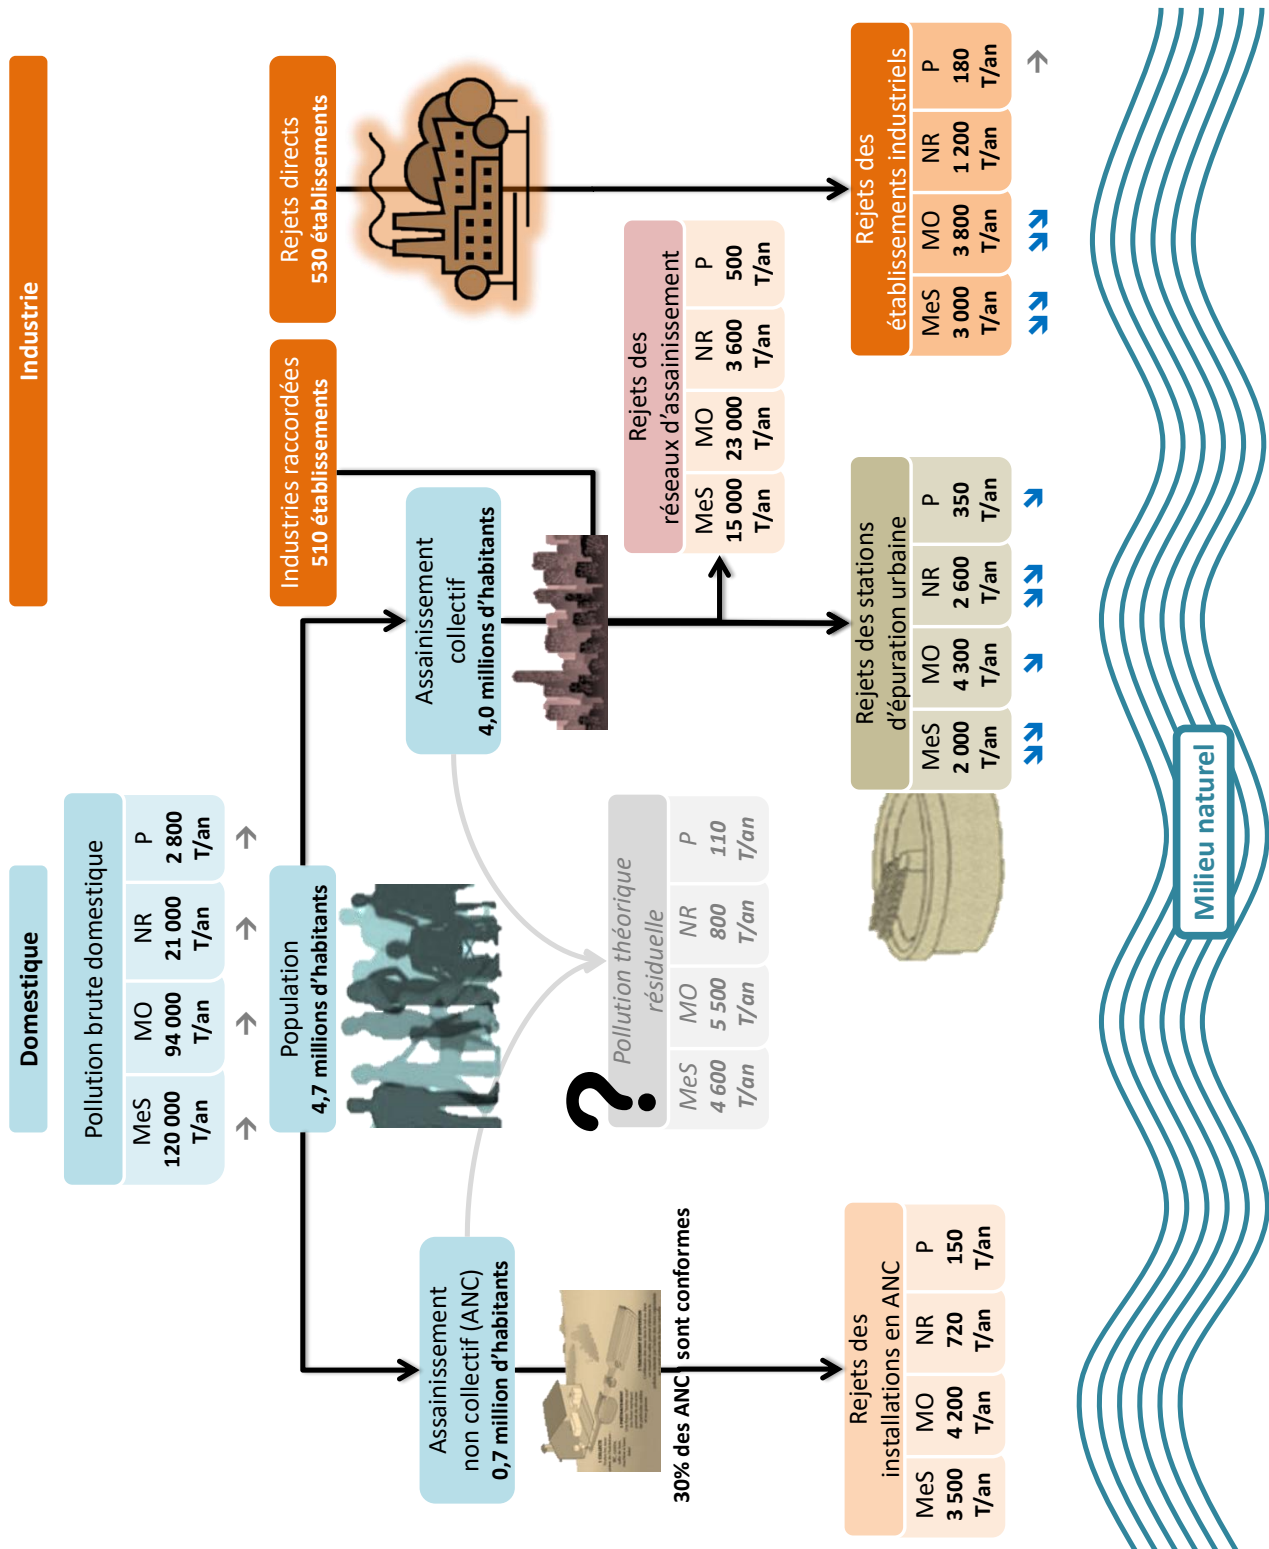 Domestique
Industrie
Pollution brute domestique
MeS MO NR P
120 000 94 000 21 000 2 800
T/an T/an T/an T/an
Population
4,7 millions d'habitants
Industries raccordées
510 établissements
Rejets directs
530 établissements
Assainissement
non collectif (ANC)
0,7 million d'habitants
Assainissement
collectif
4,0 millions d'habitants
30% des ANC sont conformes
?
Pollution théorique
résiduelle
MeS MO NR P
4 600 5 500 800 110
T/an T/an T/an T/an
Rejets des
réseaux d'assainissement
MeS MO NR P
15 000 23 000 3 600 500
T/an T/an T/an T/an
Rejets des
installations en ANC
MeS MO NR P
3 500 4 200 720 150
T/an T/an T/an T/an
Rejets des stations
d'épuration urbaine
MeS MO NR P
2 000 4 300 2 600 350
T/an T/an T/an T/an
Rejets des
établissements industriels
MeS MO NR P
3 000 3 800 1 200 180
T/an T/an T/an T/an
Milieu naturel